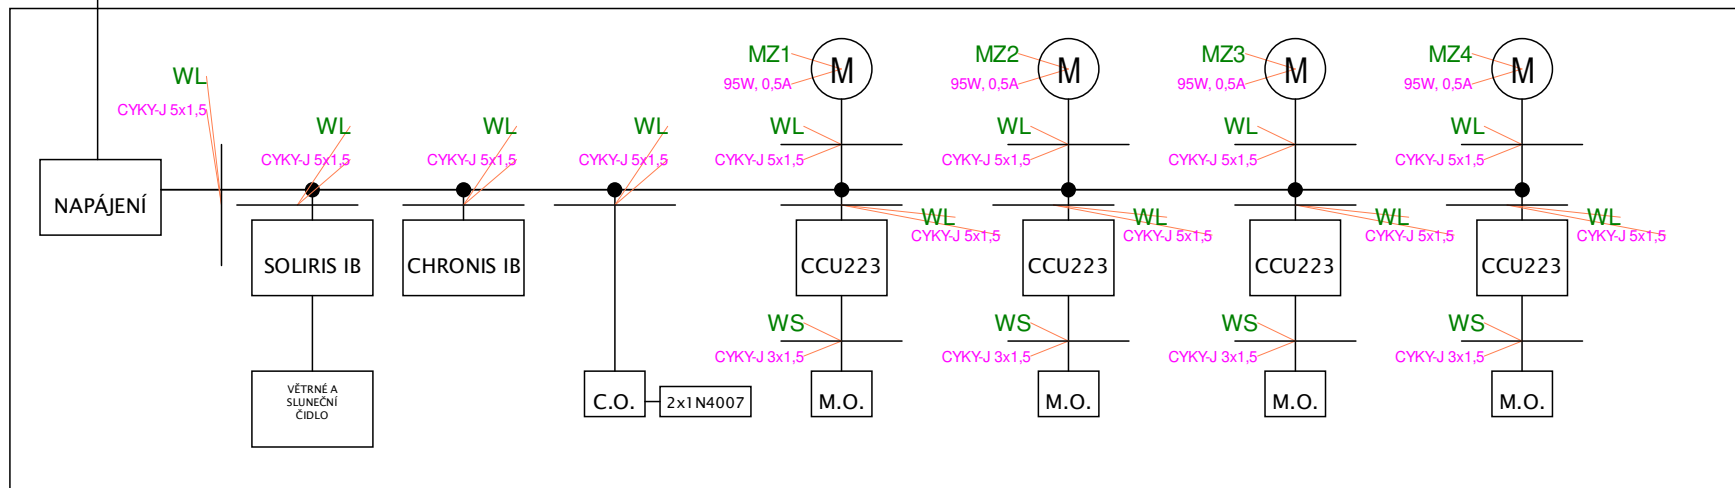 MZ1
95W, 0,5A
M
MZ2
95W, 0,5A
M
MZ3
95W, 0,5A
M
MZ4
95W, 0,5A
M
WL
CYKY-J 5x1,5
WL
CYKY-J 5x1,5
WL
CYKY-J 5x1,5
WL
CYKY-J 5x1,5
WL
CYKY-J 5x1,5
WL
CYKY-J 5x1,5
WL
CYKY-J 5x1,5
WL
CYKY-J 5x1,5
NAPÁJENÍ
WL
CYKY-J 5x1,5
WL
CYKY-J 5x1,5
WL
CYKY-J 5x1,5
WL
CYKY-J 5x1,5
SOLIRIS IB
CHRONIS IB
CCU223
CCU223
CCU223
CCU223
WS
CYKY-J 3x1,5
WS
CYKY-J 3x1,5
WS
CYKY-J 3x1,5
WS
CYKY-J 3x1,5
VĚTRNÉ A
SLUNEČNÍ
ČIDLO
C.O.
2x1N4007
M.O.
M.O.
M.O.
M.O.